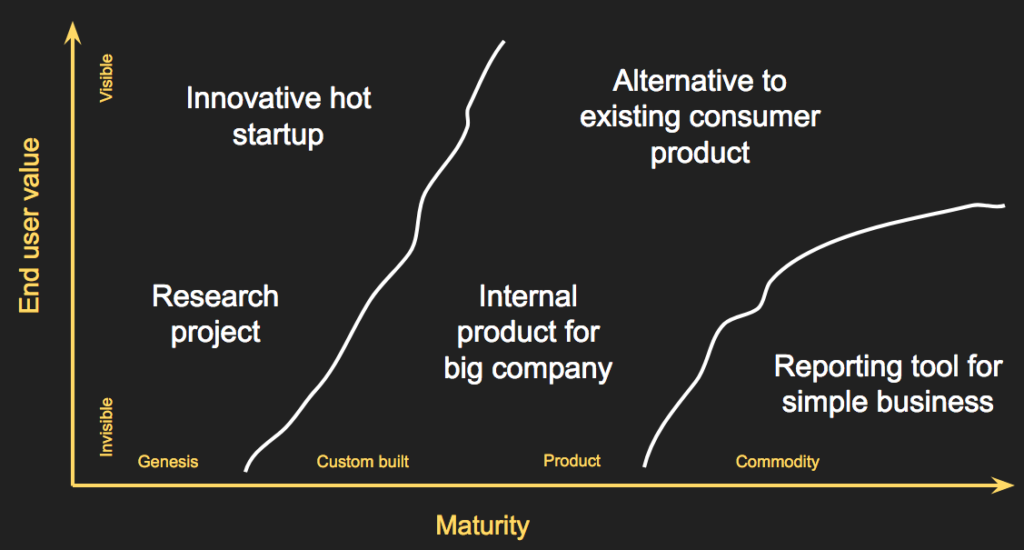 Visible
Innovative hot
startup
Alternative to
existing consumer
product
End user value
Research
project
Internal
product for
big company
Reporting tool for
simple business
Invisible
Genesis
Custom built
Product
Commodity
Maturity